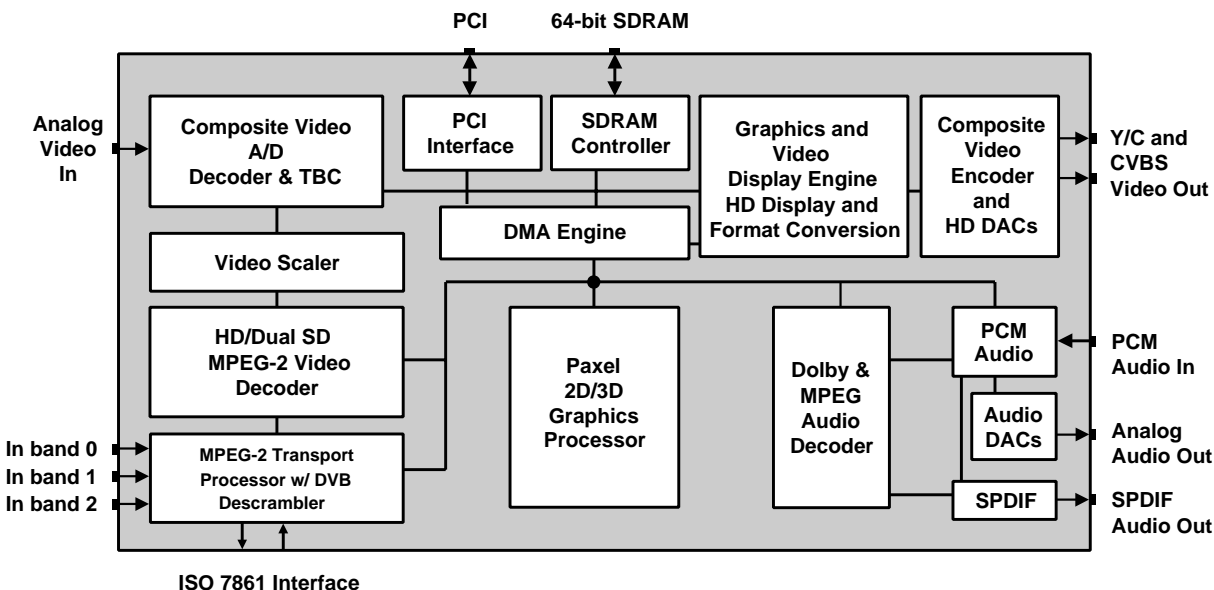 PCI
64-bit SDRAM
Analog
Video
In
Composite Video
A/D
Decoder & TBC
PCI
Interface
SDRAM
Controller
Graphics and
Video
Display Engine
HD Display and
Format Conversion
Composite
Video
Encoder
and
HD DACs
Y/C and
CVBS
Video Out
DMA Engine
Video Scaler
HD/Dual SD
MPEG-2 Video
Decoder
Paxel
2D/3D
Graphics
Processor
Dolby &
MPEG
Audio
Decoder
PCM
Audio
PCM
Audio In
Audio
DACs
Analog
Audio Out
In band 0
In band 1
In band 2
MPEG-2 Transport
Processor w/ DVB
Descrambler
SPDIF
SPDIF
Audio Out
ISO 7861 Interface